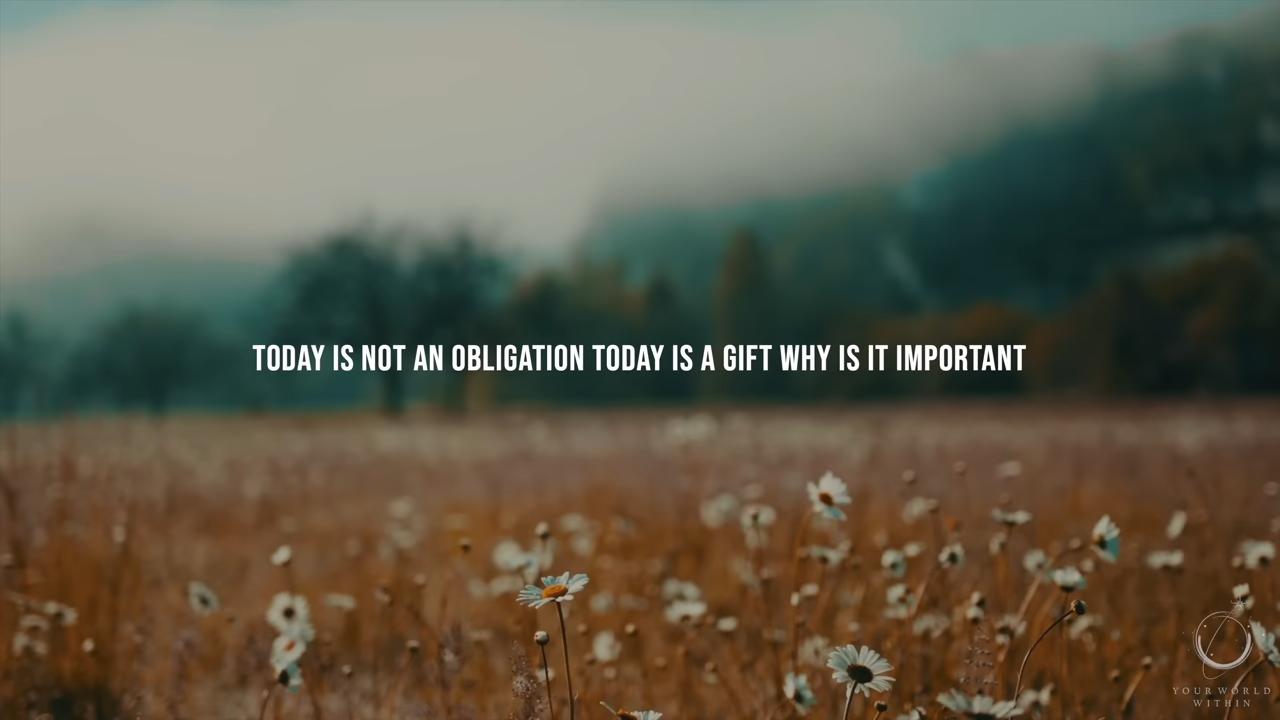 TODAY IS NOT AN OBLIGATION TODAY IS A GIFT WHY IS IT IMPORTANT
YOUR WORLD
WITHIN